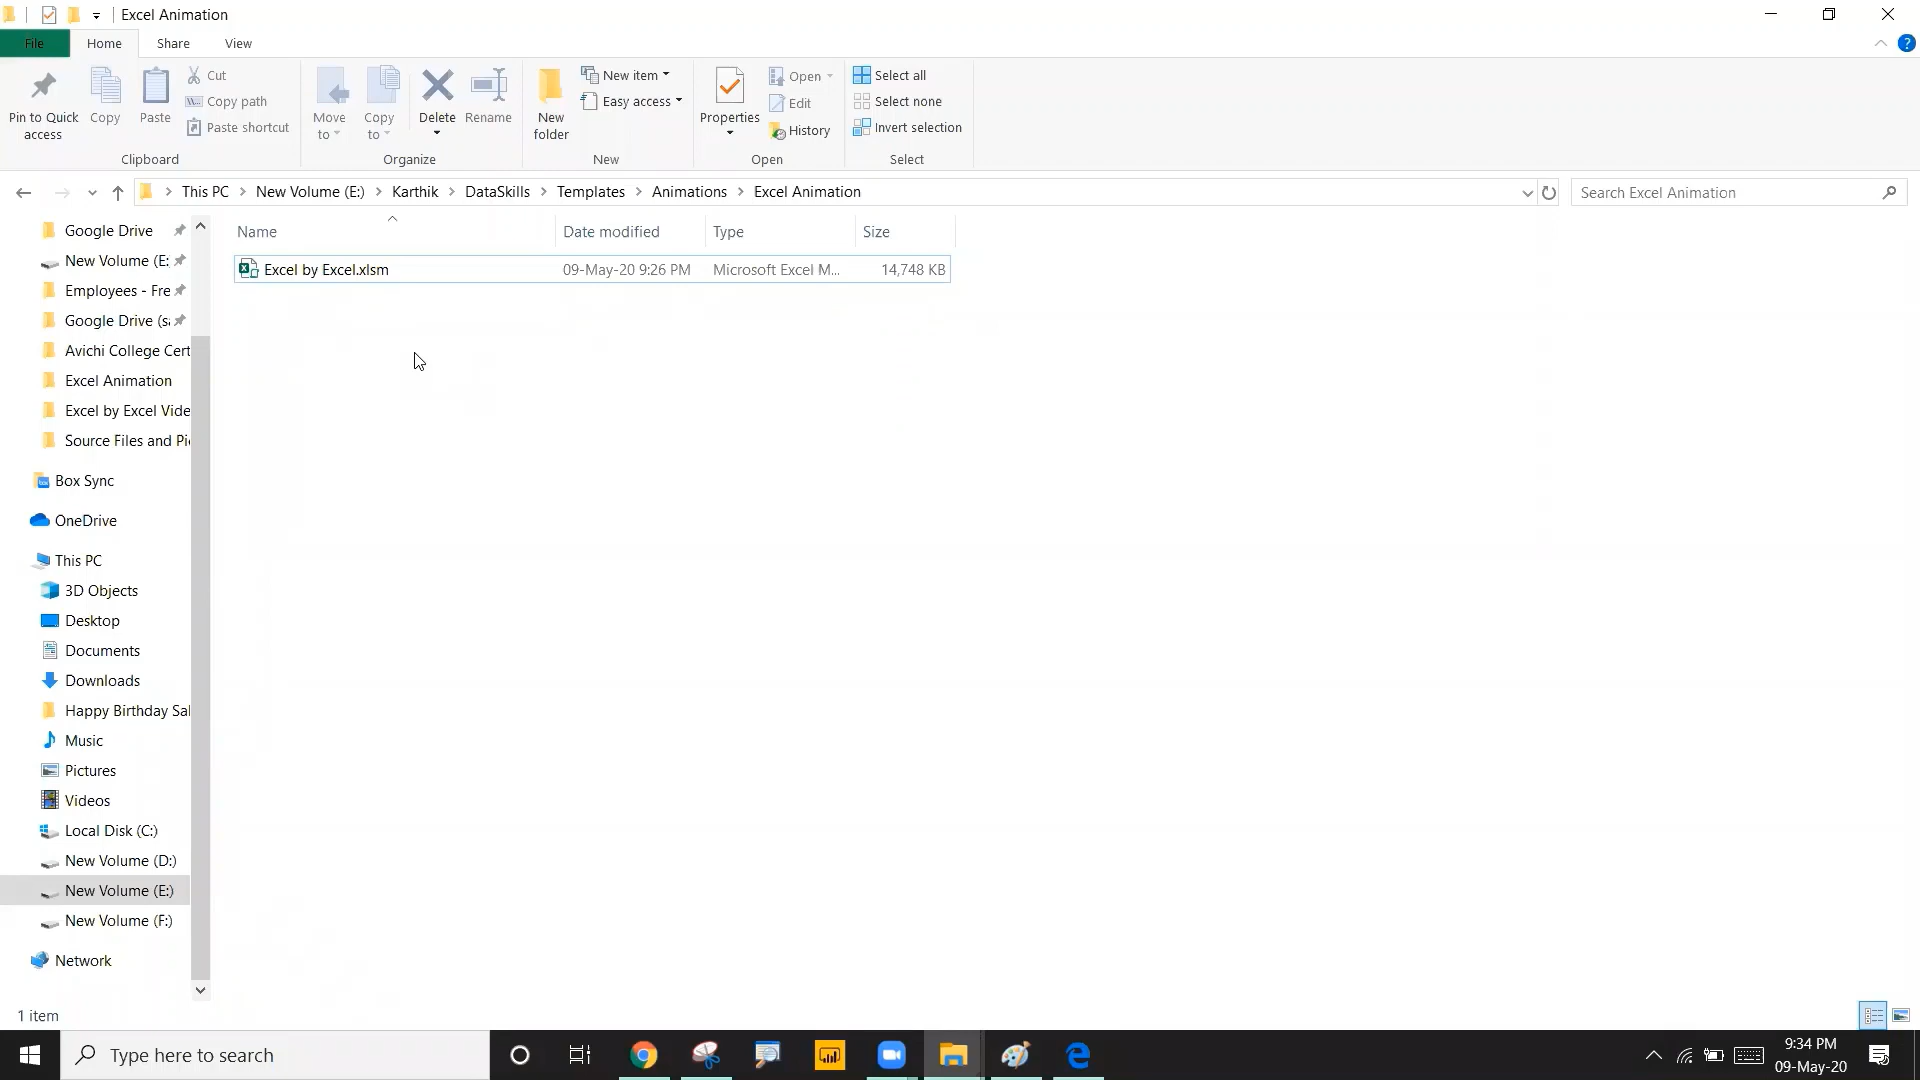 Excel Animation
File Home Share View
Pin to Quick access
Copy
Paste
Cut
Copy path
Paste shortcut
Clipboard
Move to
Copy to
Delete
Rename
Organize
New folder
New item
Easy access
New
Properties
Open
Edit
History
Open
Select all
Select none
Invert selection
Select
This PC > New Volume (E:) > Karthik > DataSkills > Templates > Animations > Excel Animation
Search Excel Animation
Name Date modified Type Size
Excel by Excel.xlsm 09-May-20 9:26 PM Microsoft Excel M... 14,748 KB
Google Drive
New Volume (E:
Employees - Fre
Google Drive (sa
Avichi College Cert
Excel Animation
Excel by Excel Vide
Source Files and Pi
Box Sync
OneDrive
This PC
3D Objects
Desktop
Documents
Downloads
Happy Birthday Sal
Music
Pictures
Videos
Local Disk (C:)
New Volume (D:)
New Volume (E:)
New Volume (F:)
Network
1 item
Type here to search
9:34 PM
09-May-20